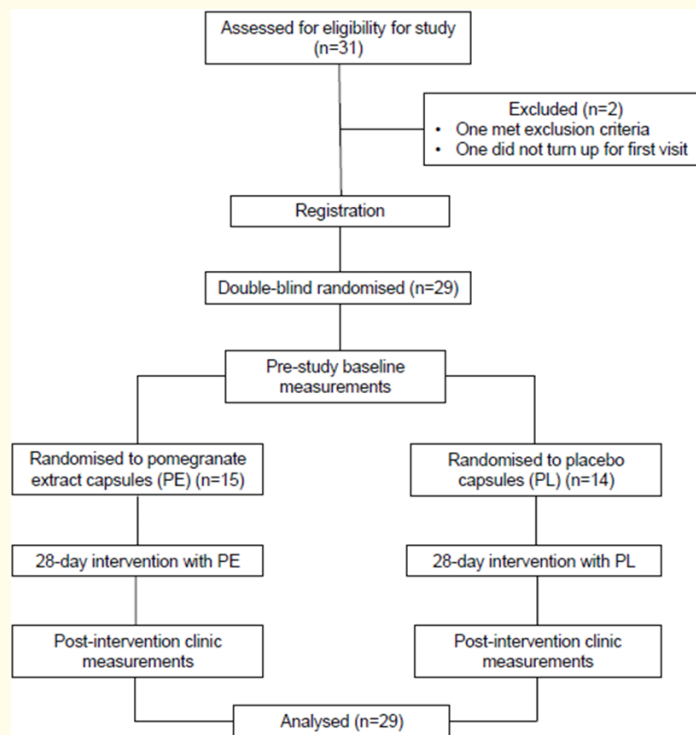 Assessed for eligibility for study
(n=31)
Excluded (n=2)
• One met exclusion criteria
• One did not turn up for first visit
Registration
Double-blind randomised (n=29)
Pre-study baseline
measurements
Randomised to pomegranate
extract capsules (PE) (n=15)
Randomised to placebo
capsules (PL) (n=14)
28-day intervention with PE
28-day intervention with PL
Post-intervention clinic
measurements
Post-intervention clinic
measurements
Analysed (n=29)